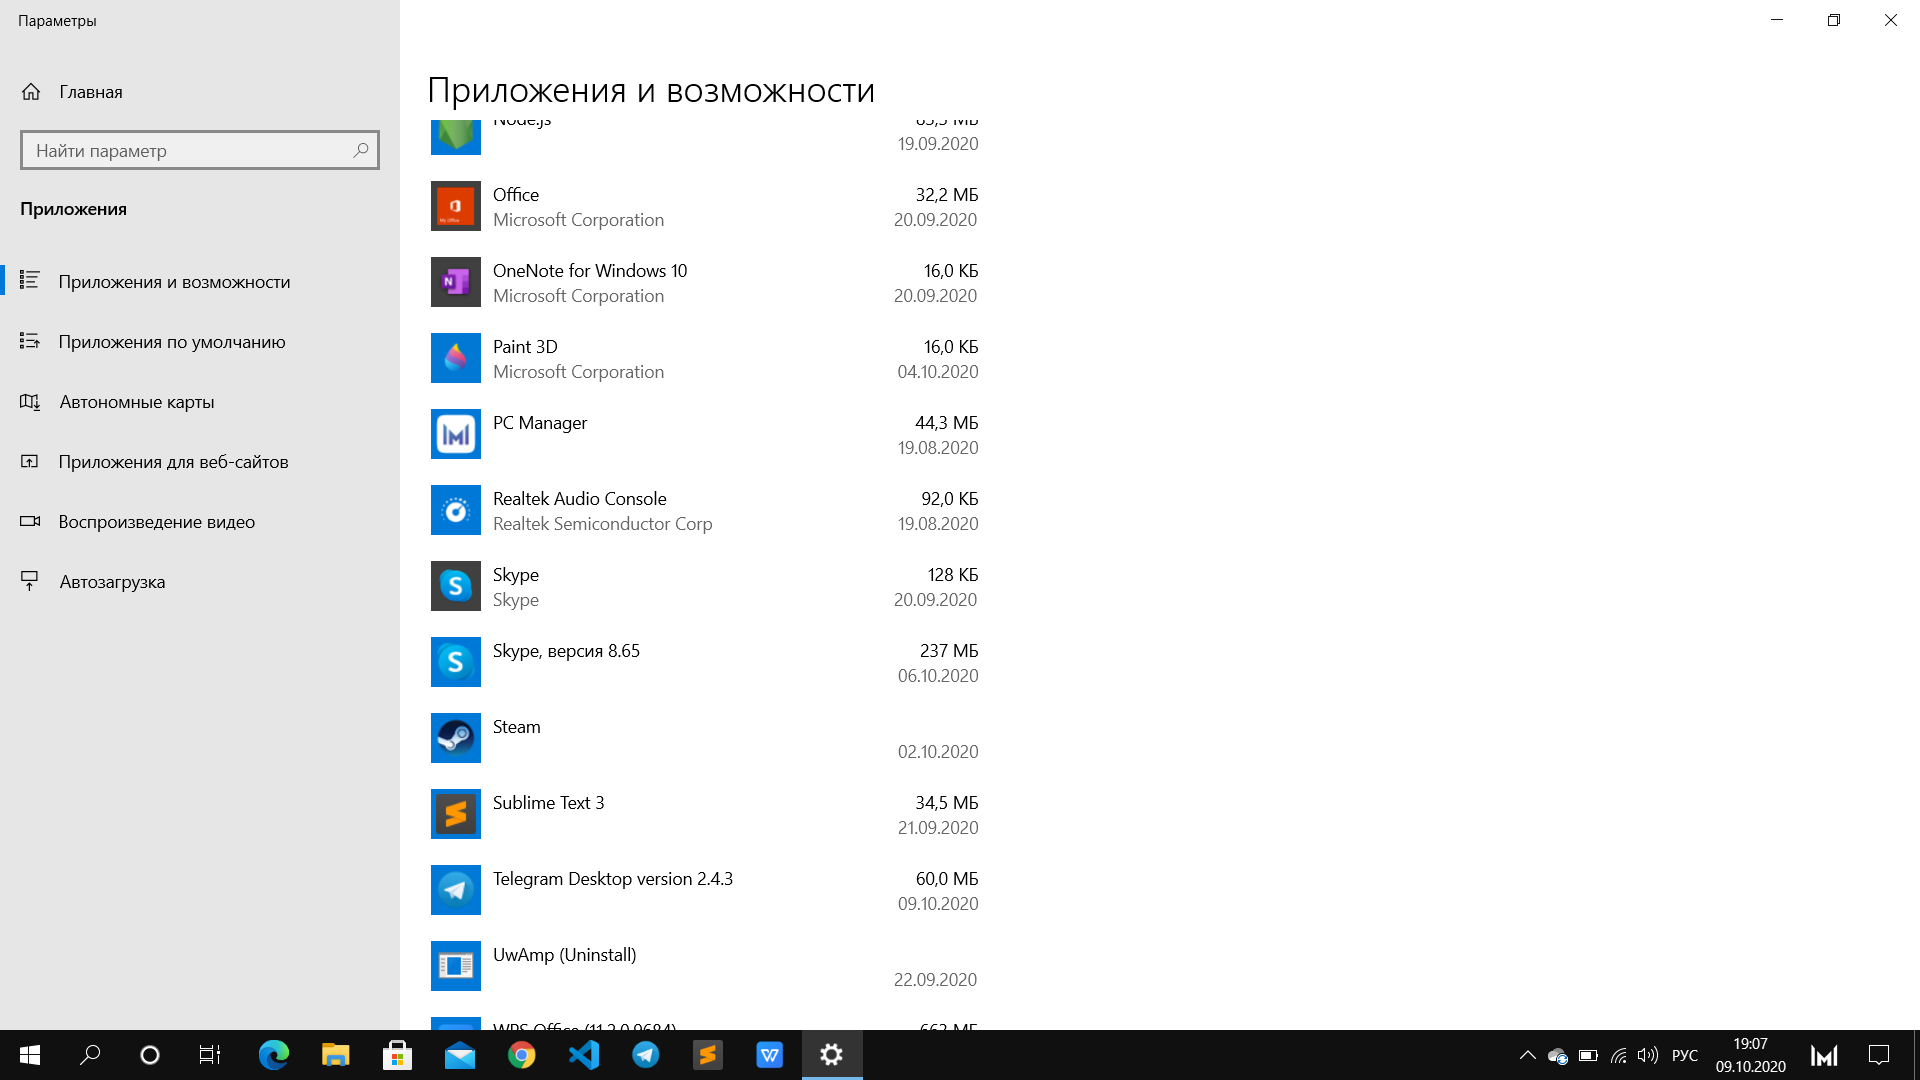 Параметры
Главная
Найти параметр
Приложения
Приложения и возможности
Приложения по умолчанию
Автономные карты
Приложения для веб-сайтов
Воспроизведение видео
Автозагрузка
Приложения и возможности
Node.js
19.09.2020
Office 32,2 МБ
Microsoft Corporation 20.09.2020
OneNote for Windows 10 16,0 КБ
Microsoft Corporation 20.09.2020
Paint 3D 16,0 КБ
Microsoft Corporation 04.10.2020
PC Manager 44,3 МБ
19.08.2020
Realtek Audio Console 92,0 КБ
Realtek Semiconductor Corp 19.08.2020
Skype 128 КБ
Skype 20.09.2020
Skype, версия 8.65 237 МБ
06.10.2020
Steam
02.10.2020
Sublime Text 3 34,5 МБ
21.09.2020
Telegram Desktop version 2.4.3 60,0 МБ
09.10.2020
UwAmp (Uninstall)
22.09.2020
WPS Office (11.2.0.9684) 663 МБ
РУС
19:07
09.10.2020